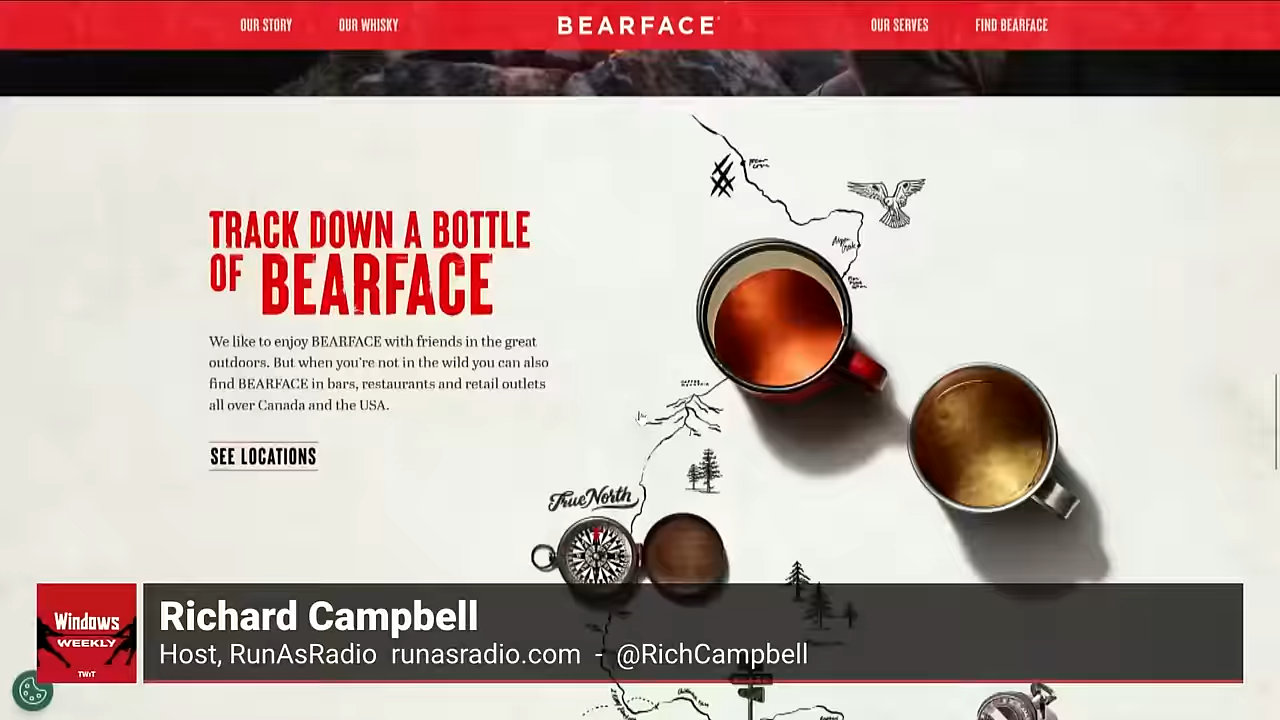 OUR STORY
OUR WHISKY
BEARFACE
OUR SERVES
FIND BEARFACE
TRACK DOWN A BOTTLE
OF BEARFACE
We like to enjoy BEARFACE with friends in the great
outdoors. But when you're not in the wild you can also
find BEARFACE in bars, restaurants and retail outlets
all over Canada and the USA.
SEE LOCATIONS
True North
Windows
WEEKLY
TWiT
Richard Campbell
Host, RunAsRadio runasradio.com - @RichCampbell